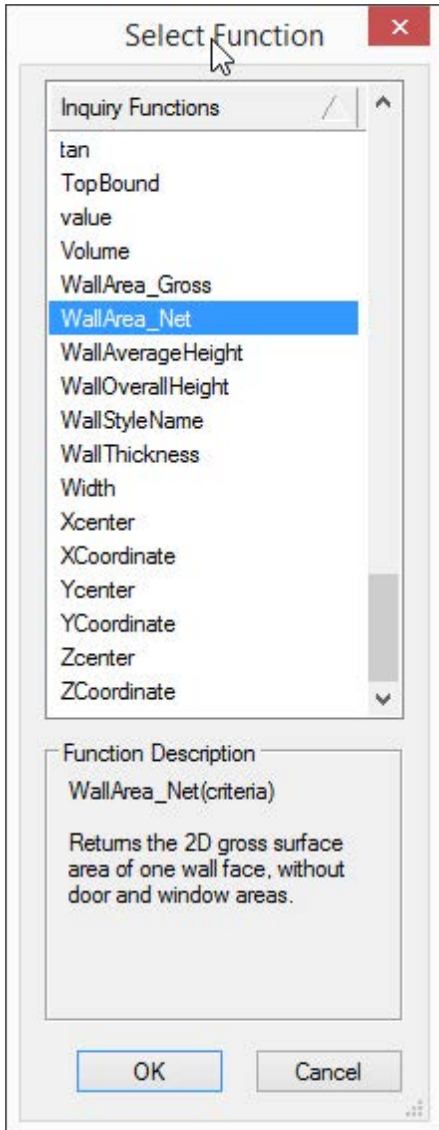 Select Function
Inquiry Functions
tan
TopBound
value
Volume
WallArea_Gross
WallArea_Net
WallAverageHeight
WallOverallHeight
WallStyleName
WallThickness
Width
Xcenter
XCoordinate
Ycenter
YCoordinate
Zcenter
ZCoordinate
Function Description
WallArea_Net(criteria)
Returns the 2D gross surface
area of one wall face, without
door and window areas.
OK Cancel